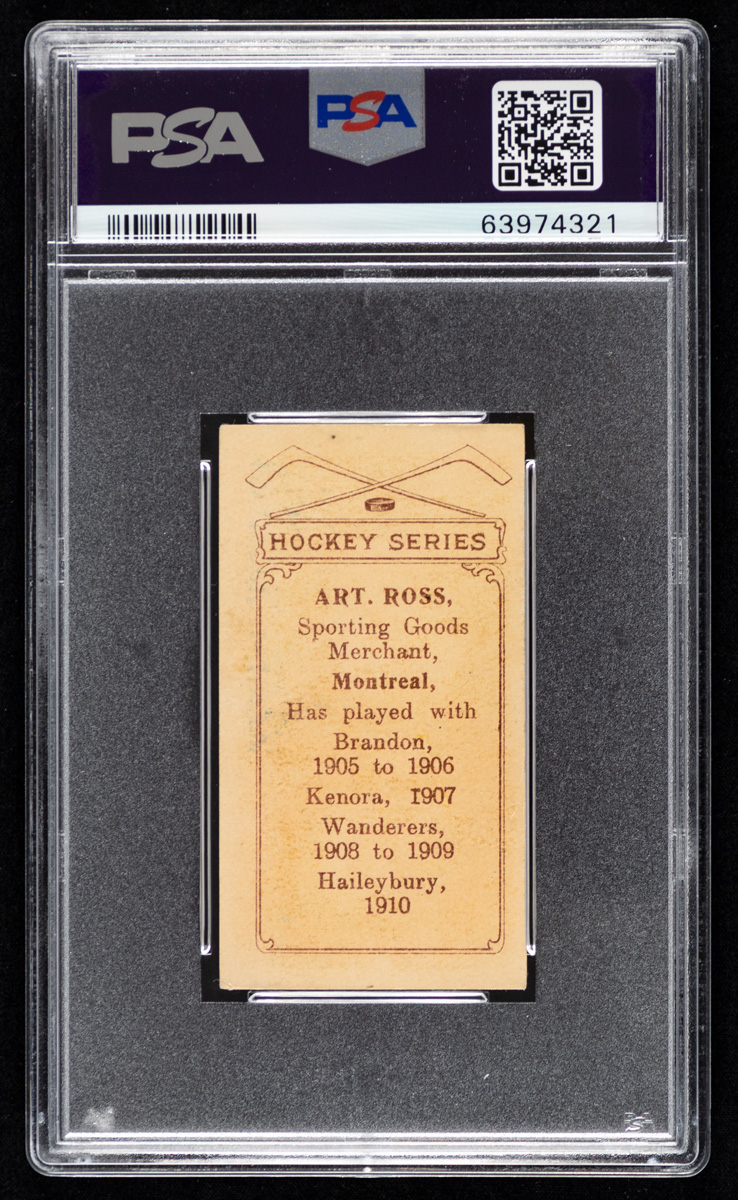 PSA
PSA
63974321
HOCKEY SERIES
ART. ROSS,
Sporting Goods
Merchant,
Montreal,
Has played with
Brandon,
1905 to 1906
Kenora, 1907
Wanderers,
1908 to 1909
Haileybury,
1910
PSA